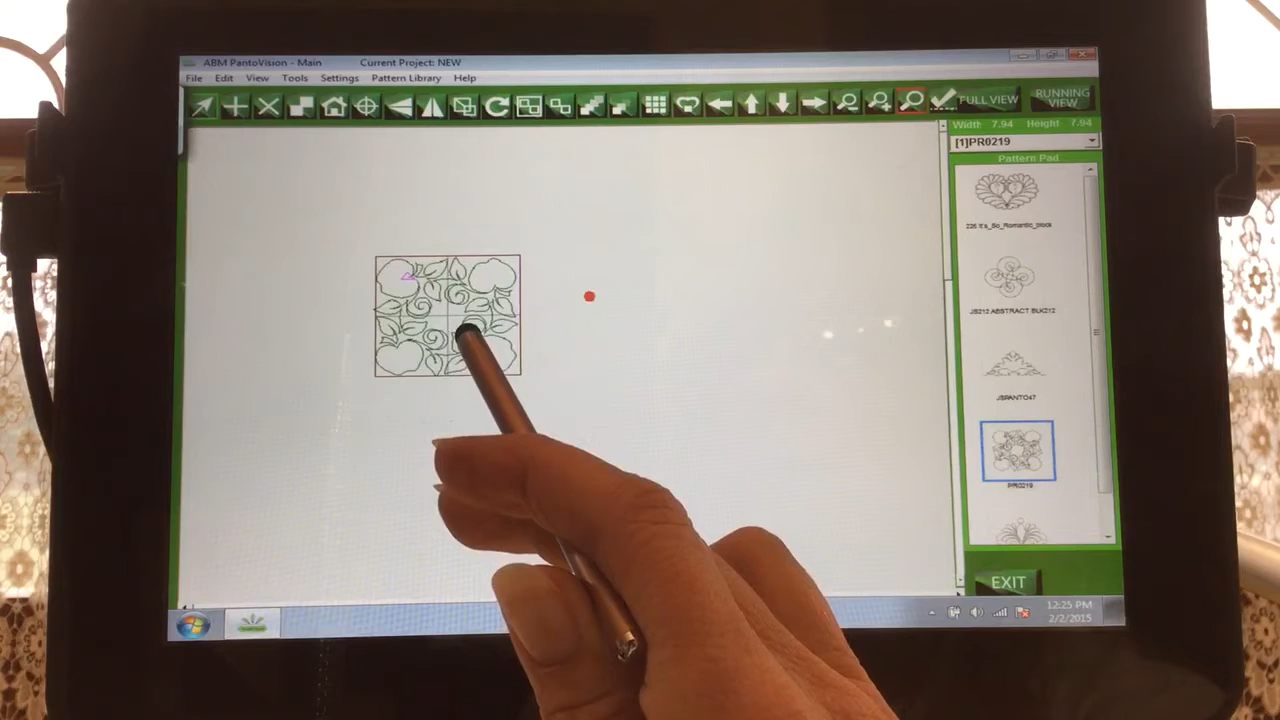 ABM PantoVision - Main Current Project: NEW
File Edit View Tools Settings Pattern Library Help
FULL VIEW
RUNNING
VIEW
Width 7.94 Height 7.94
[1]PR0219
Pattern Pad
226 It's_So_Romantic_block
JS212 ABSTRACT BLK212
JSPANTO47
PR0219
EXIT
12:25 PM
2/2/2015